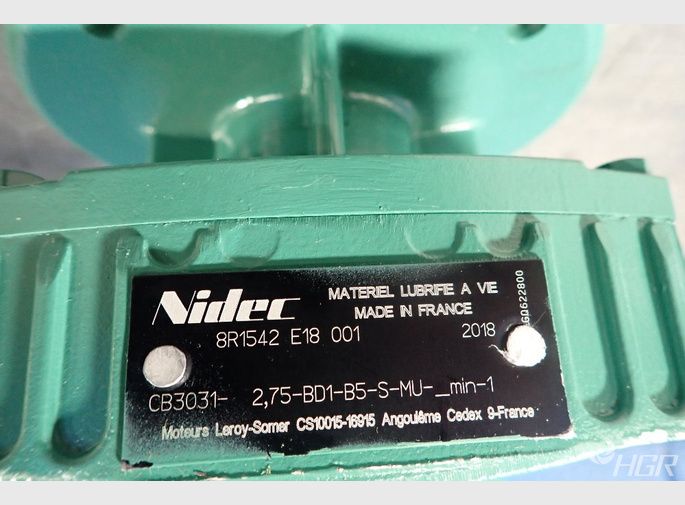 Nidec
MATERIEL LUBRIFIE A VIE
MADE IN FRANCE
8R1542 E18 001
2018
CB3031- 2,75-BD1-B5-S-MU-_min-1
Moteurs Leroy-Somer CS10015-16915 Angoulême Cedex 9-France
HGR